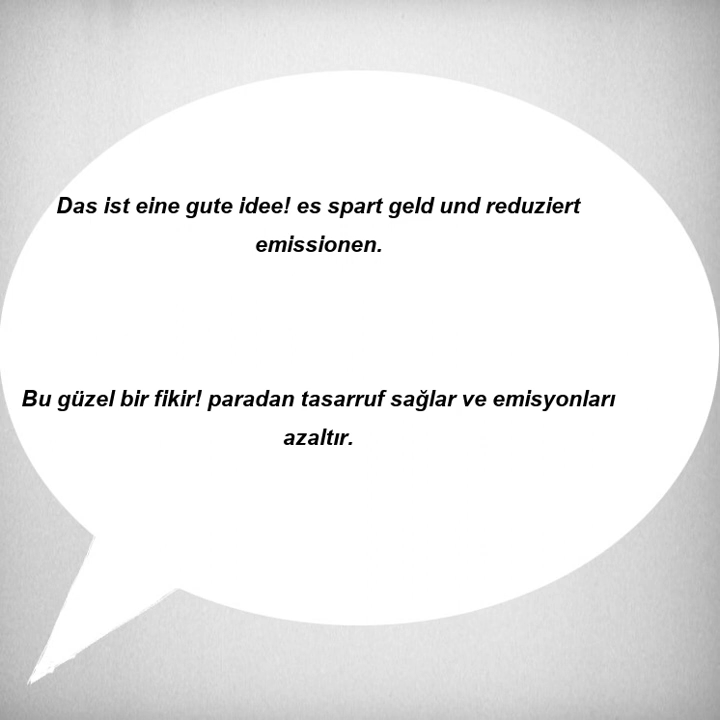 Das ist eine gute idee! es spart geld und reduziert
emissionen.
Bu güzel bir fikir! paradan tasarruf sağlar ve emisyonları
azaltır.